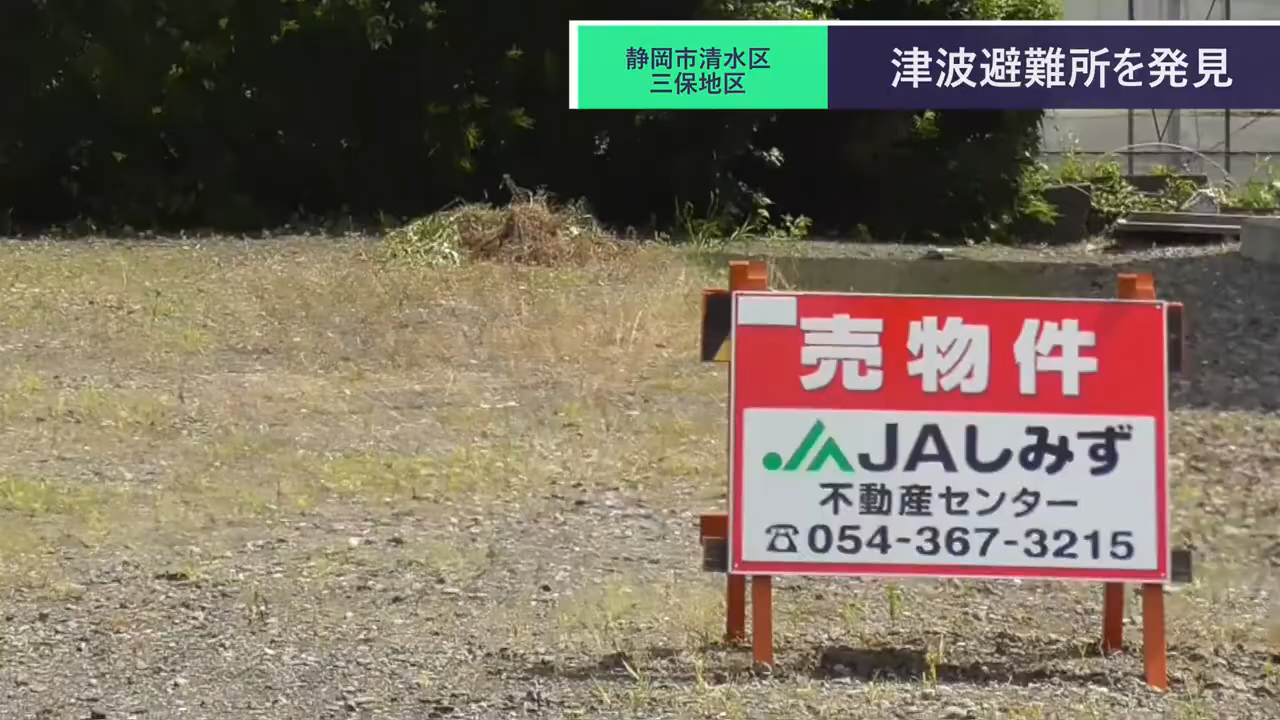 静岡市清水区
三保地区
津波避難所を発見
売物件
JAしみず
不動産センター
☎054-367-3215